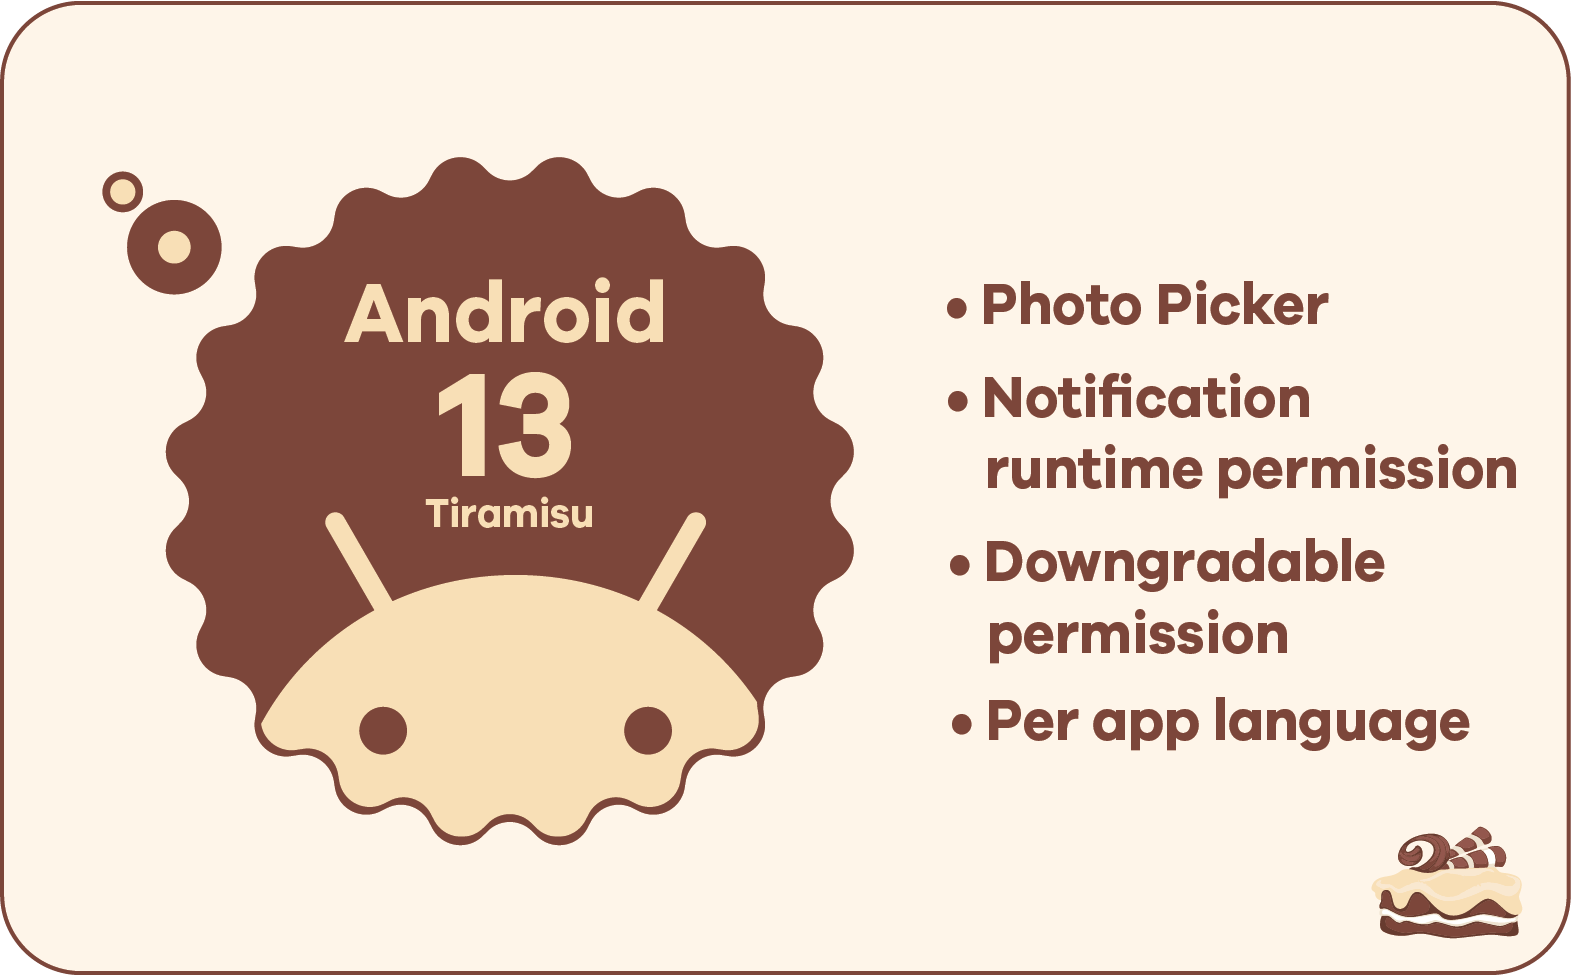 Android
13
Tiramisu
• Photo Picker
• Notification
runtime permission
• Downgradable
permission
• Per app language